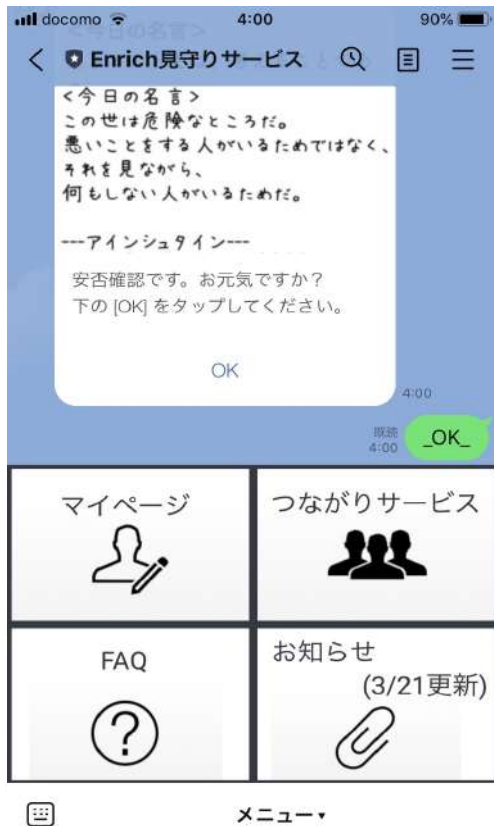 docomo 4:00 90%
Enrich見守りサービス
<今日の名言>
この世は危険なところだ。
悪いことをする人がいるためではなく、
それを見ながら、
何もしない人がいるためだ。
---アインシュタイン---
安否確認です。お元気ですか？
下の [OK] をタップしてください。
OK
4:00
既読
4:00
_OK_
マイページ
つながりサービス
FAQ
お知らせ
(3/21更新)
メニュー▾